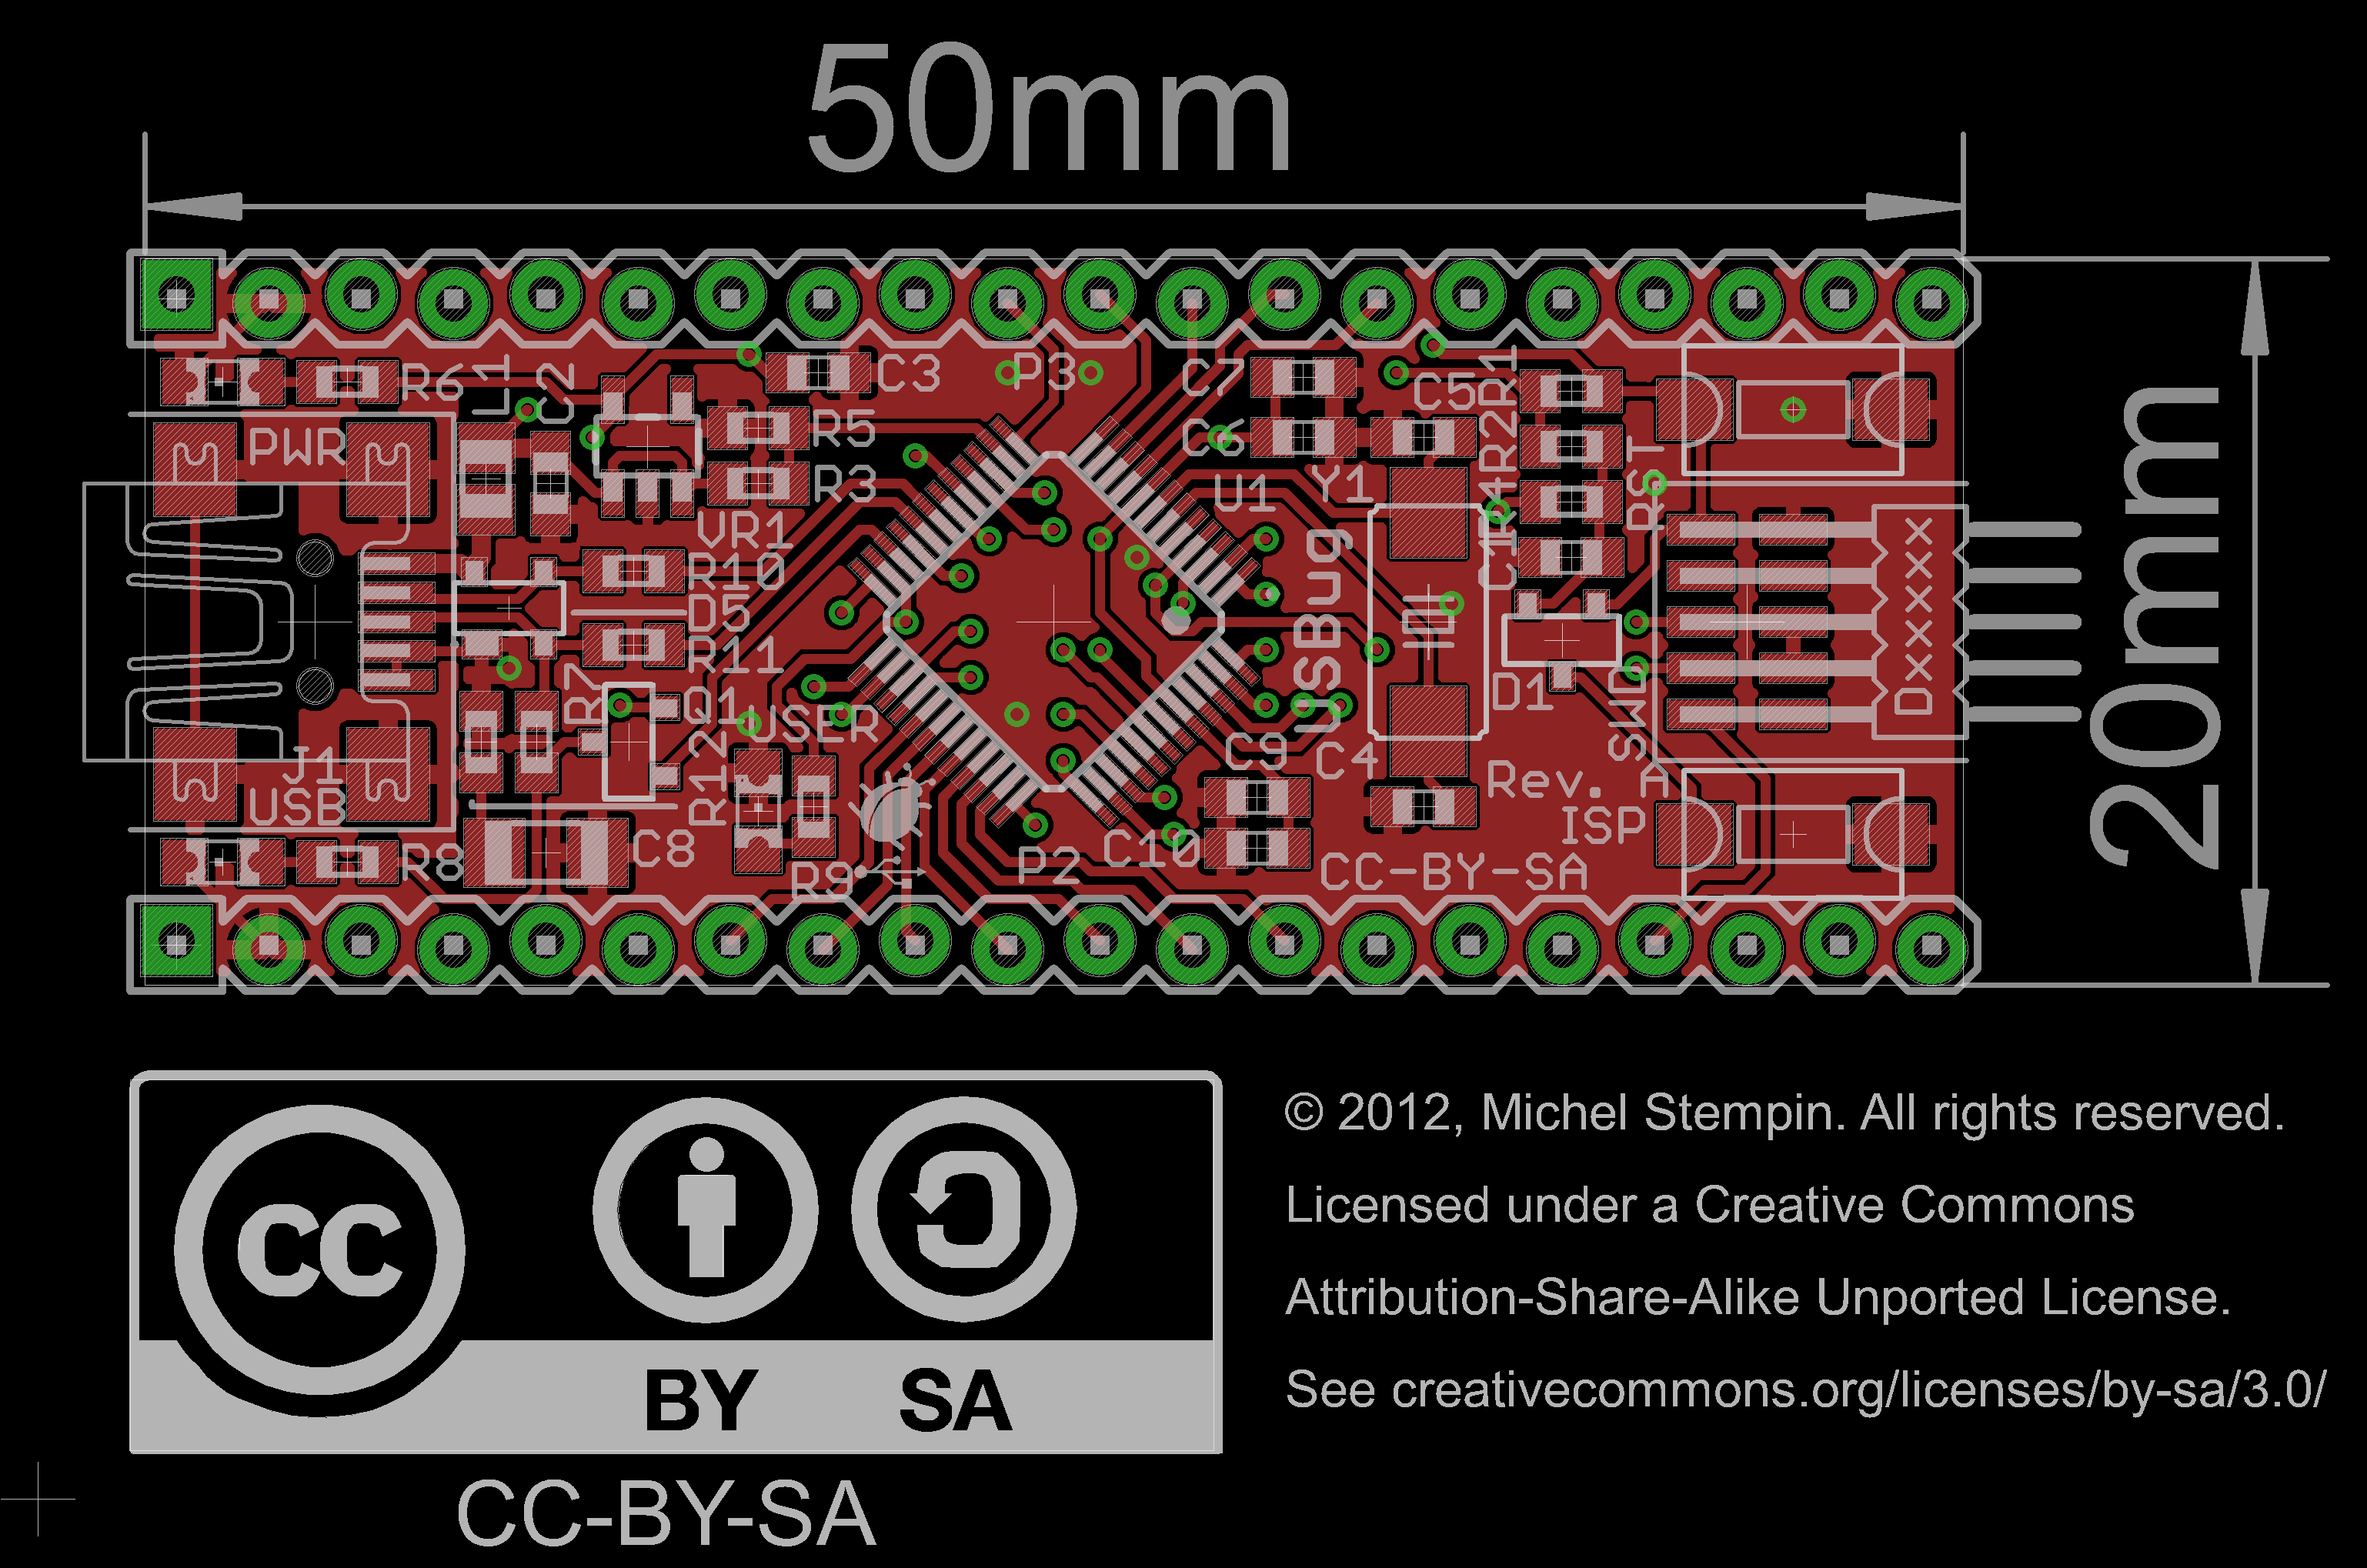 50mm
20mm
R6
L1
C2
C3
P3
C7
C5
R1
PWR
R5
C6
R2
R3
U1
Y1
R4
RST
VR1
R10
C1
D5
USBug
R11
R7
Q1
USER
D1
SWD
D
J1
USB
R12
C9
C4
Rev. A
ISP
R8
C8
R9
P2
C10
CC-BY-SA
cc
BY SA
CC-BY-SA
© 2012, Michel Stempin. All rights reserved.
Licensed under a Creative Commons
Attribution-Share-Alike Unported License.
See creativecommons.org/licenses/by-sa/3.0/